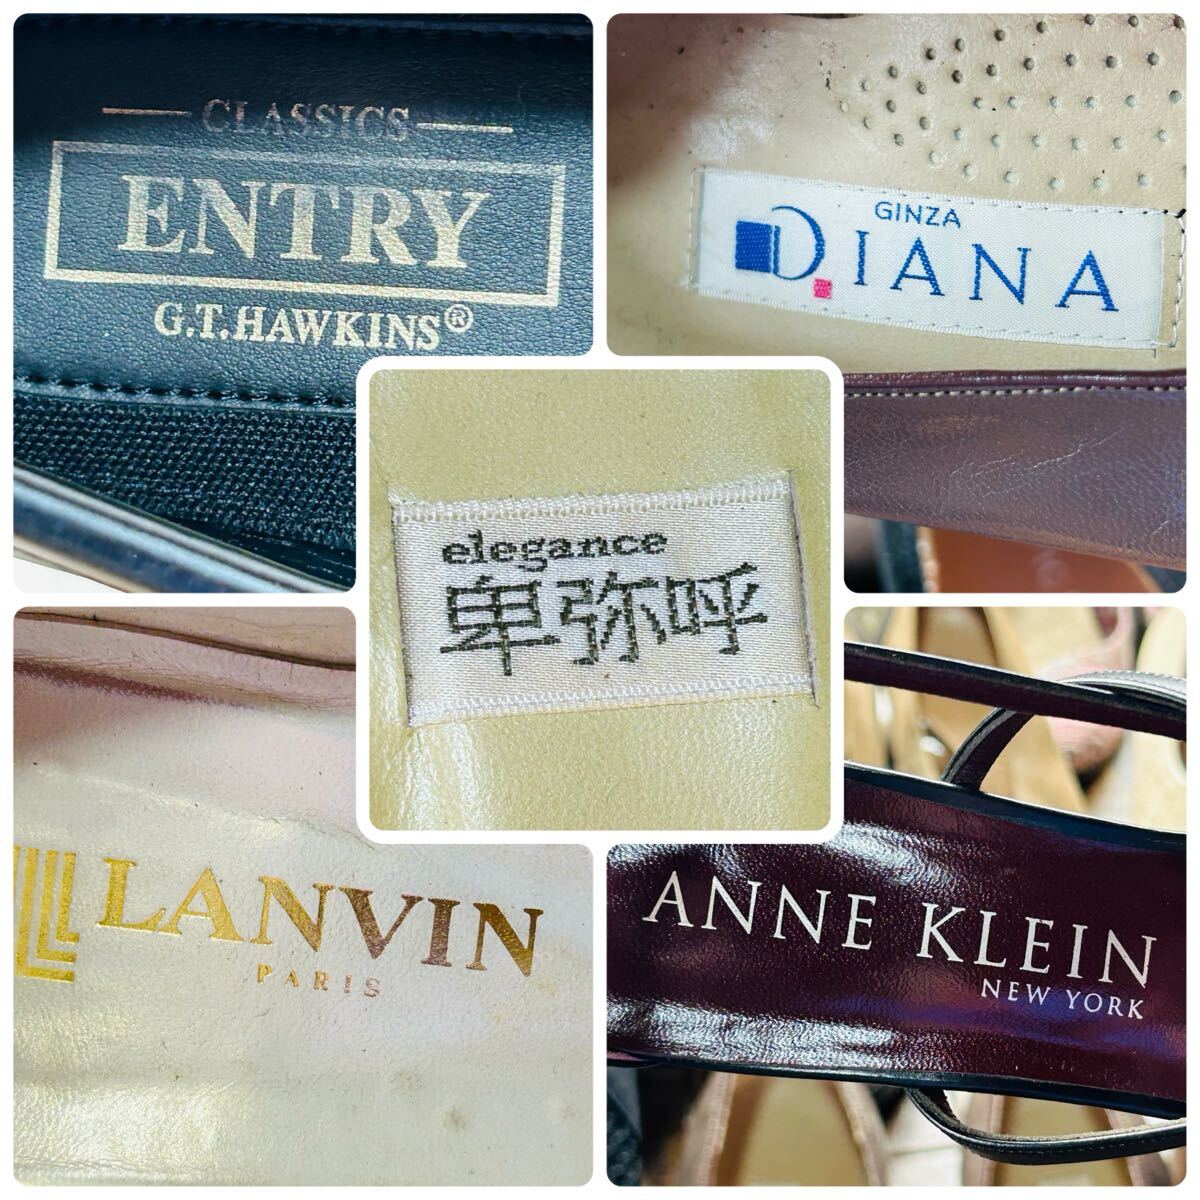 CLASSICS
ENTRY
G.T.HAWKINS®
GINZA
DIANA
elegance
卑弥呼
LANVIN
PARIS
ANNE KLEIN
NEW YORK